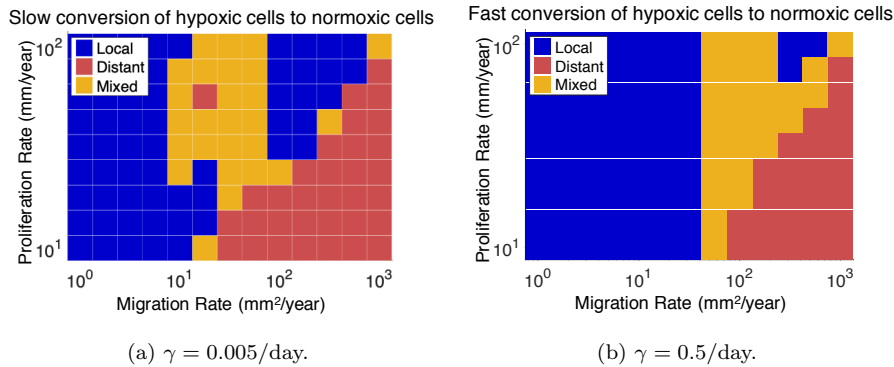 Slow conversion of hypoxic cells to normoxic cells
Local
Distant
Mixed
Proliferation Rate (mm/year)
10²
10¹
10⁰ 10¹ 10² 10³
Migration Rate (mm²/year)
(a) γ = 0.005/day.
Fast conversion of hypoxic cells to normoxic cells
Local
Distant
Mixed
Proliferation Rate (mm/year)
10²
10¹
10⁰ 10¹ 10² 10³
Migration Rate (mm²/year)
(b) γ = 0.5/day.